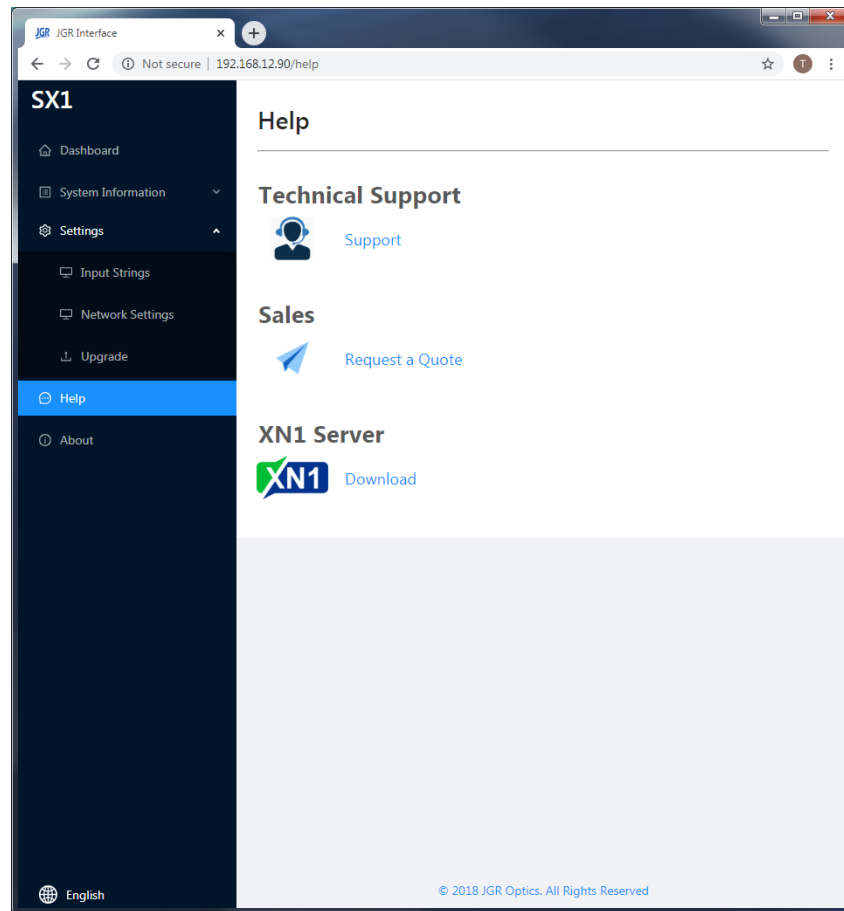 JGR JGR Interface
Not secure | 192.168.12.90/help
T
SX1
Dashboard
System Information
Settings
Input Strings
Network Settings
Upgrade
Help
About
English
Help
Technical Support
Support
Sales
Request a Quote
XN1 Server
XN1 Download
© 2018 JGR Optics. All Rights Reserved